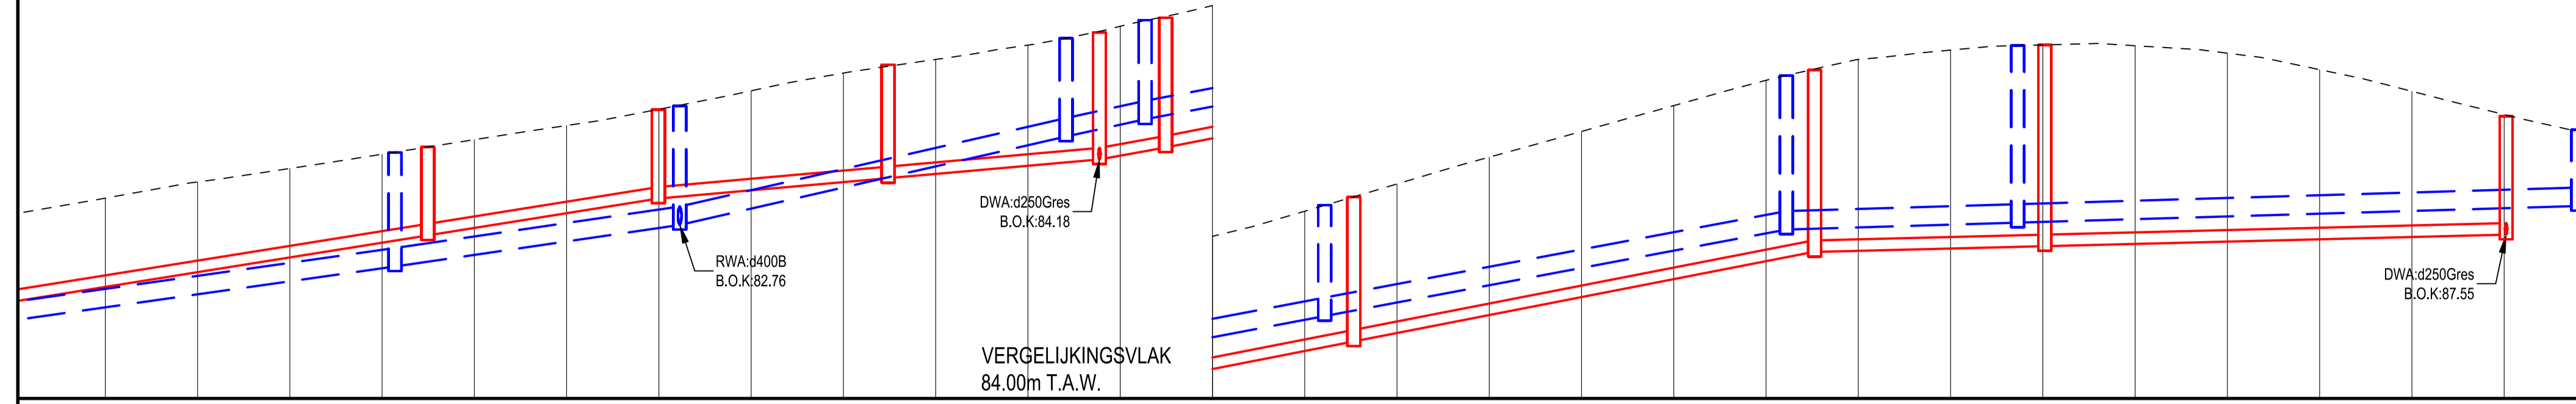 DWA:d250Gres
B.O.K:84.18
RWA:d400B
B.O.K:82.76
VERGELIJKINGSVLAK
84.00m T.A.W.
DWA:d250Gres
B.O.K:87.55